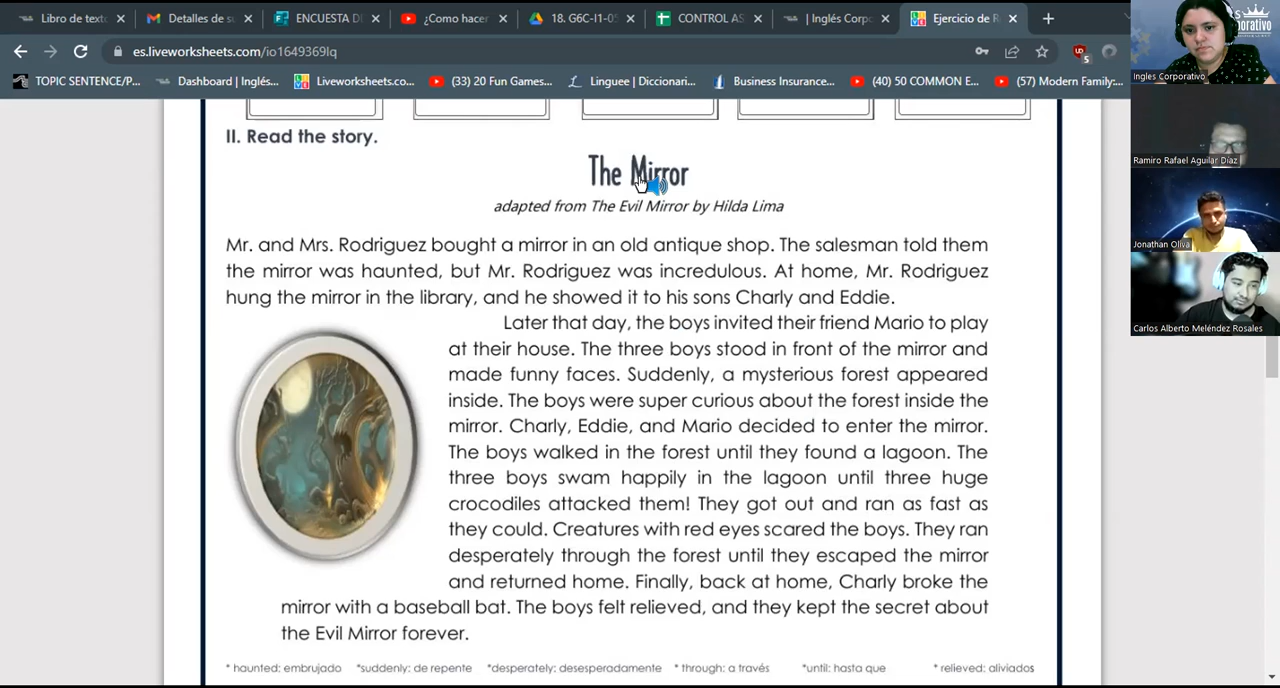 Libro de text
Detalles de su
ENCUESTA DI
¿Como hacer
18. G6C-I1-05
CONTROL AS
| Inglés Corpo
Ejercicio de R
es.liveworksheets.com/io1649369lq
TOPIC SENTENCE/P...
Dashboard | Inglés...
Liveworksheets.co...
(33) 20 Fun Games...
Linguee | Diccionari...
Business Insurance...
(40) 50 COMMON E...
(57) Modern Family:...
Ingles Corporativo
Ramiro Rafael Aguilar Díaz
Jonathan Oliva
Carlos Alberto Meléndez Rosales
II. Read the story.
The Mirror
adapted from The Evil Mirror by Hilda Lima
Mr. and Mrs. Rodriguez bought a mirror in an old antique shop. The salesman told them
the mirror was haunted, but Mr. Rodriguez was incredulous. At home, Mr. Rodriguez
hung the mirror in the library, and he showed it to his sons Charly and Eddie.
Later that day, the boys invited their friend Mario to play
at their house. The three boys stood in front of the mirror and
made funny faces. Suddenly, a mysterious forest appeared
inside. The boys were super curious about the forest inside the
mirror. Charly, Eddie, and Mario decided to enter the mirror.
The boys walked in the forest until they found a lagoon. The
three boys swam happily in the lagoon until three huge
crocodiles attacked them! They got out and ran as fast as
they could. Creatures with red eyes scared the boys. They ran
desperately through the forest until they escaped the mirror
and returned home. Finally, back at home, Charly broke the
mirror with a baseball bat. The boys felt relieved, and they kept the secret about
the Evil Mirror forever.
* haunted: embrujado *suddenly: de repente *desperately: desesperadamente * through: a través *until: hasta que * relieved: aliviados